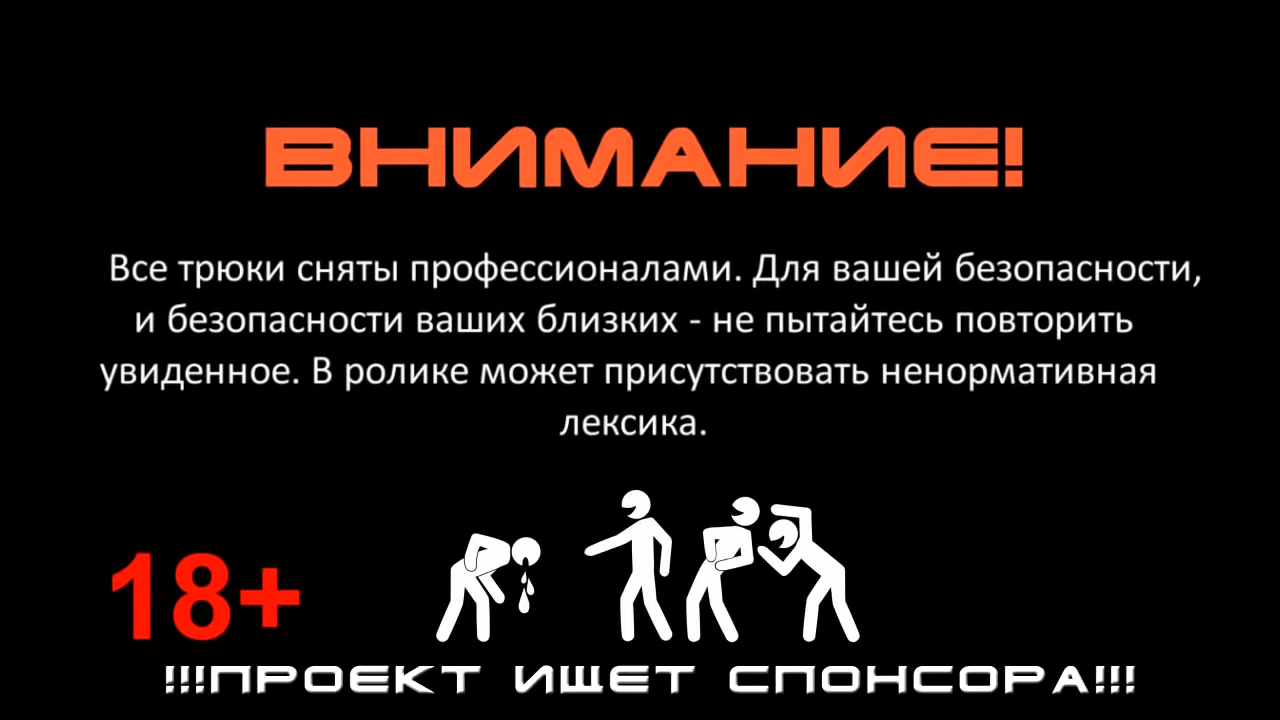 ВНИМАНИЕ!
Все трюки сняты профессионалами. Для вашей безопасности,
и безопасности ваших близких - не пытайтесь повторить
увиденное. В ролике может присутствовать ненормативная
лексика.
18+
!!!ПРОЕКТ ИЩЕТ СПОНСОРА!!!